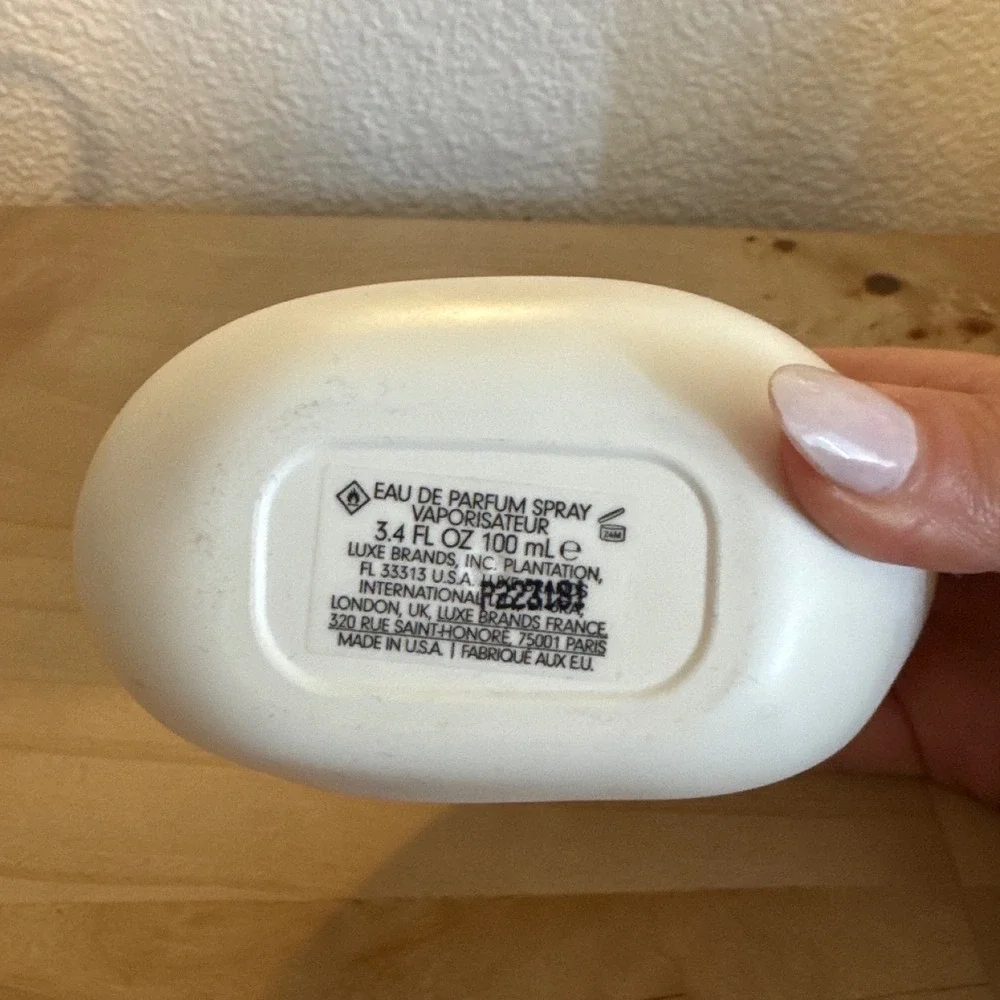 EAU DE PARFUM SPRAY
VAPORISATEUR
24M
3.4 FL OZ 100 mL ℮
LUXE BRANDS, INC. PLANTATION,
FL 33313 U.S.A.
INTERNATIONAL
LONDON, UK, LUXE BRANDS FRANCE,
320 RUE SAINT-HONORÉ, 75001 PARIS
MADE IN U.S.A. | FABRIQUÉ AUX E.U.